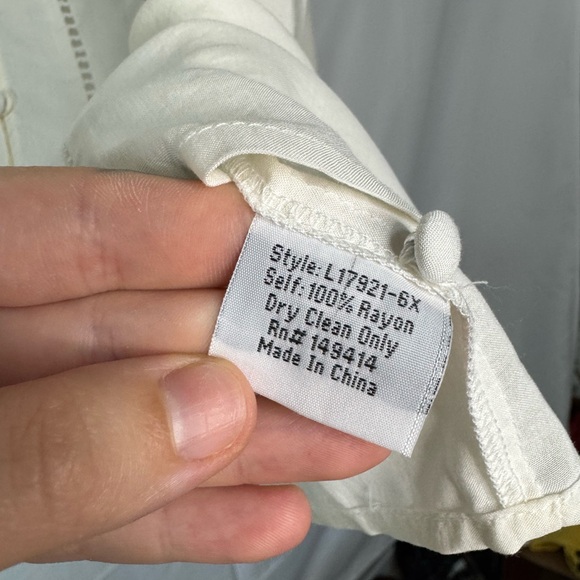 Style: L17921-6x
Self: 100% Rayon
Dry Clean Only
Rn# 149414
Made In China